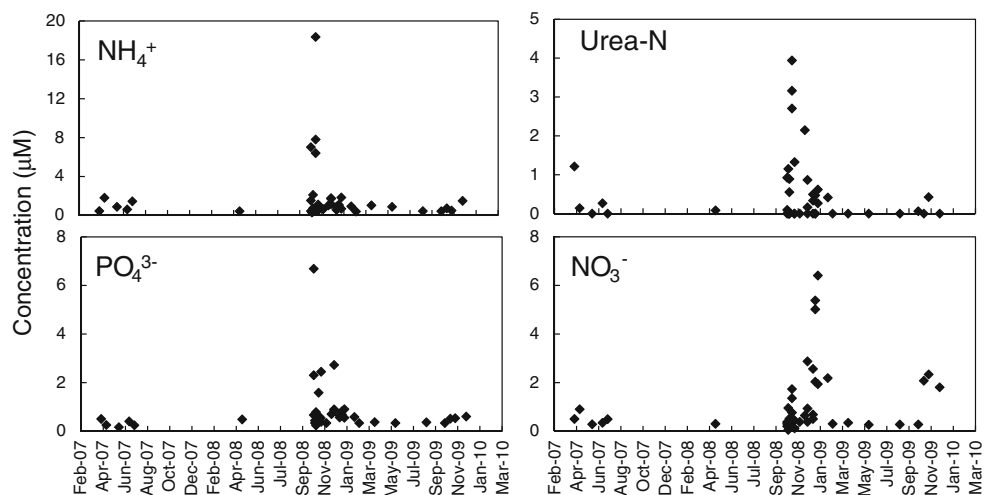 Concentration (µM)
NH₄⁺
20
16
12
8
4
0
Urea-N
5
4
3
2
1
0
PO₄³⁻
8
6
4
2
0
Feb-07
Apr-07
Jun-07
Aug-07
Oct-07
Dec-07
Feb-08
Apr-08
Jun-08
Jul-08
Sep-08
Nov-08
Jan-09
Mar-09
May-09
Jul-09
Sep-09
Nov-09
Jan-10
Mar-10
NO₃⁻
8
6
4
2
0
Feb-07
Apr-07
Jun-07
Aug-07
Oct-07
Dec-07
Feb-08
Apr-08
Jun-08
Jul-08
Sep-08
Nov-08
Jan-09
Mar-09
May-09
Jul-09
Sep-09
Nov-09
Jan-10
Mar-10